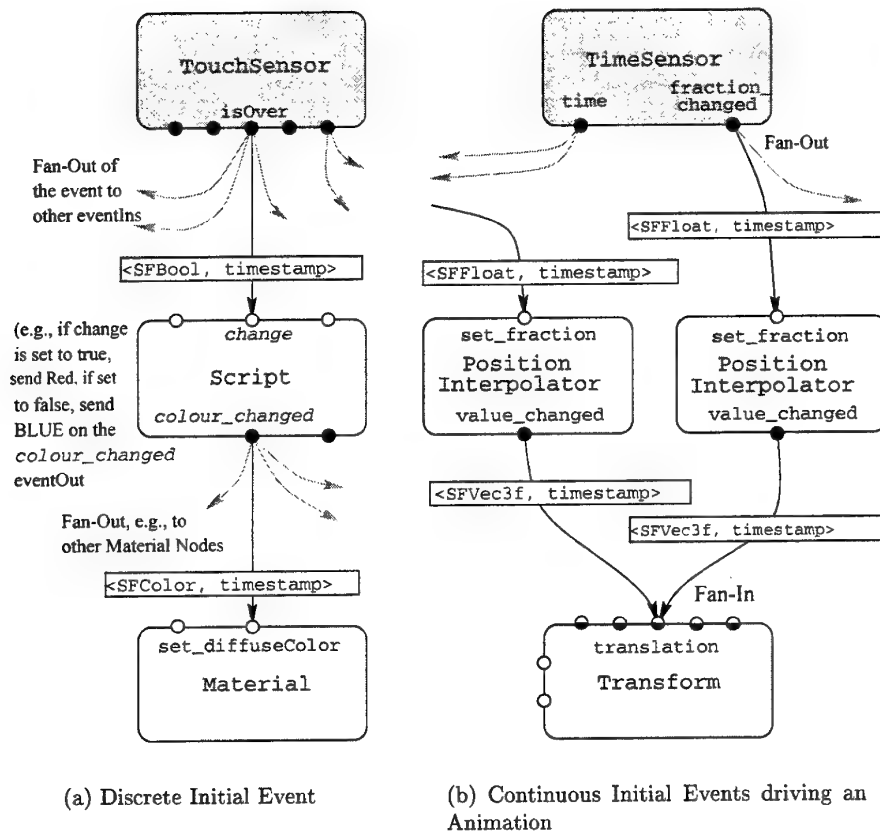 TouchSensor
isOver
Fan-Out of
the event to
other eventIns
<SFBool, timestamp>
(e.g., if change
is set to true,
send Red, if set
to false, send
BLUE on the
colour_changed
eventOut
change
Script
colour_changed
Fan-Out, e.g., to
other Material Nodes
<SFColor, timestamp>
set_diffuseColor
Material
(a) Discrete Initial Event
TimeSensor
time
fraction_
changed
Fan-Out
<SFFloat, timestamp>
<SFFloat, timestamp>
set_fraction
Position
Interpolator
value_changed
set_fraction
Position
Interpolator
value_changed
<SFVec3f, timestamp>
<SFVec3f, timestamp>
Fan-In
translation
Transform
(b) Continuous Initial Events driving an
Animation